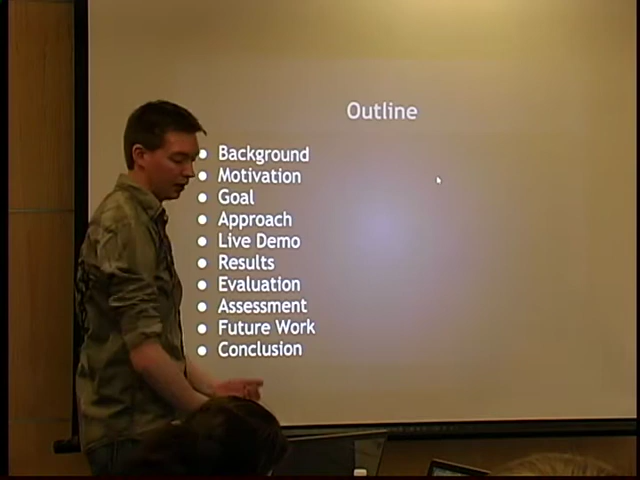 Outline
Background
Motivation
Goal
Approach
Live Demo
Results
Evaluation
Assessment
Future Work
Conclusion